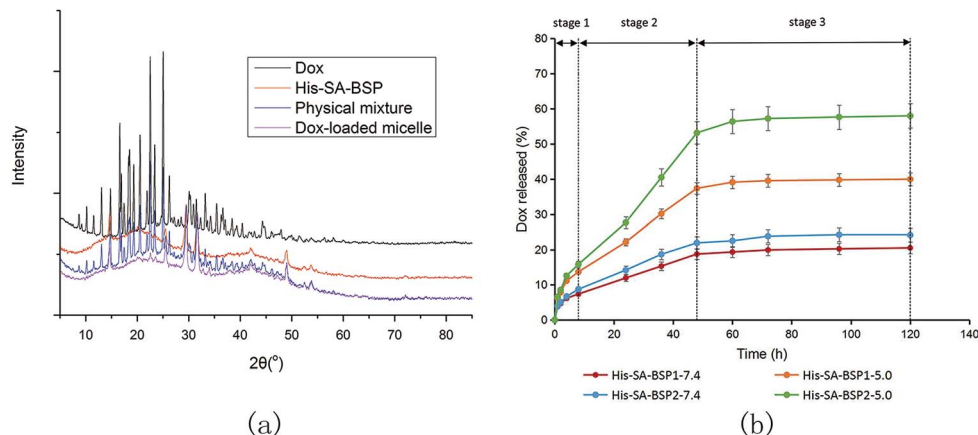 Intensity
Dox
His-SA-BSP
Physical mixture
Dox-loaded micelle
10 20 30 40 50 60 70 80
2θ(°)
(a)
stage 1 stage 2 stage 3
Dox released (%)
80
70
60
50
40
30
20
10
0
0 20 40 60 80 100 120 140
Time (h)
His-SA-BSP1-7.4 His-SA-BSP1-5.0
His-SA-BSP2-7.4 His-SA-BSP2-5.0
(b)